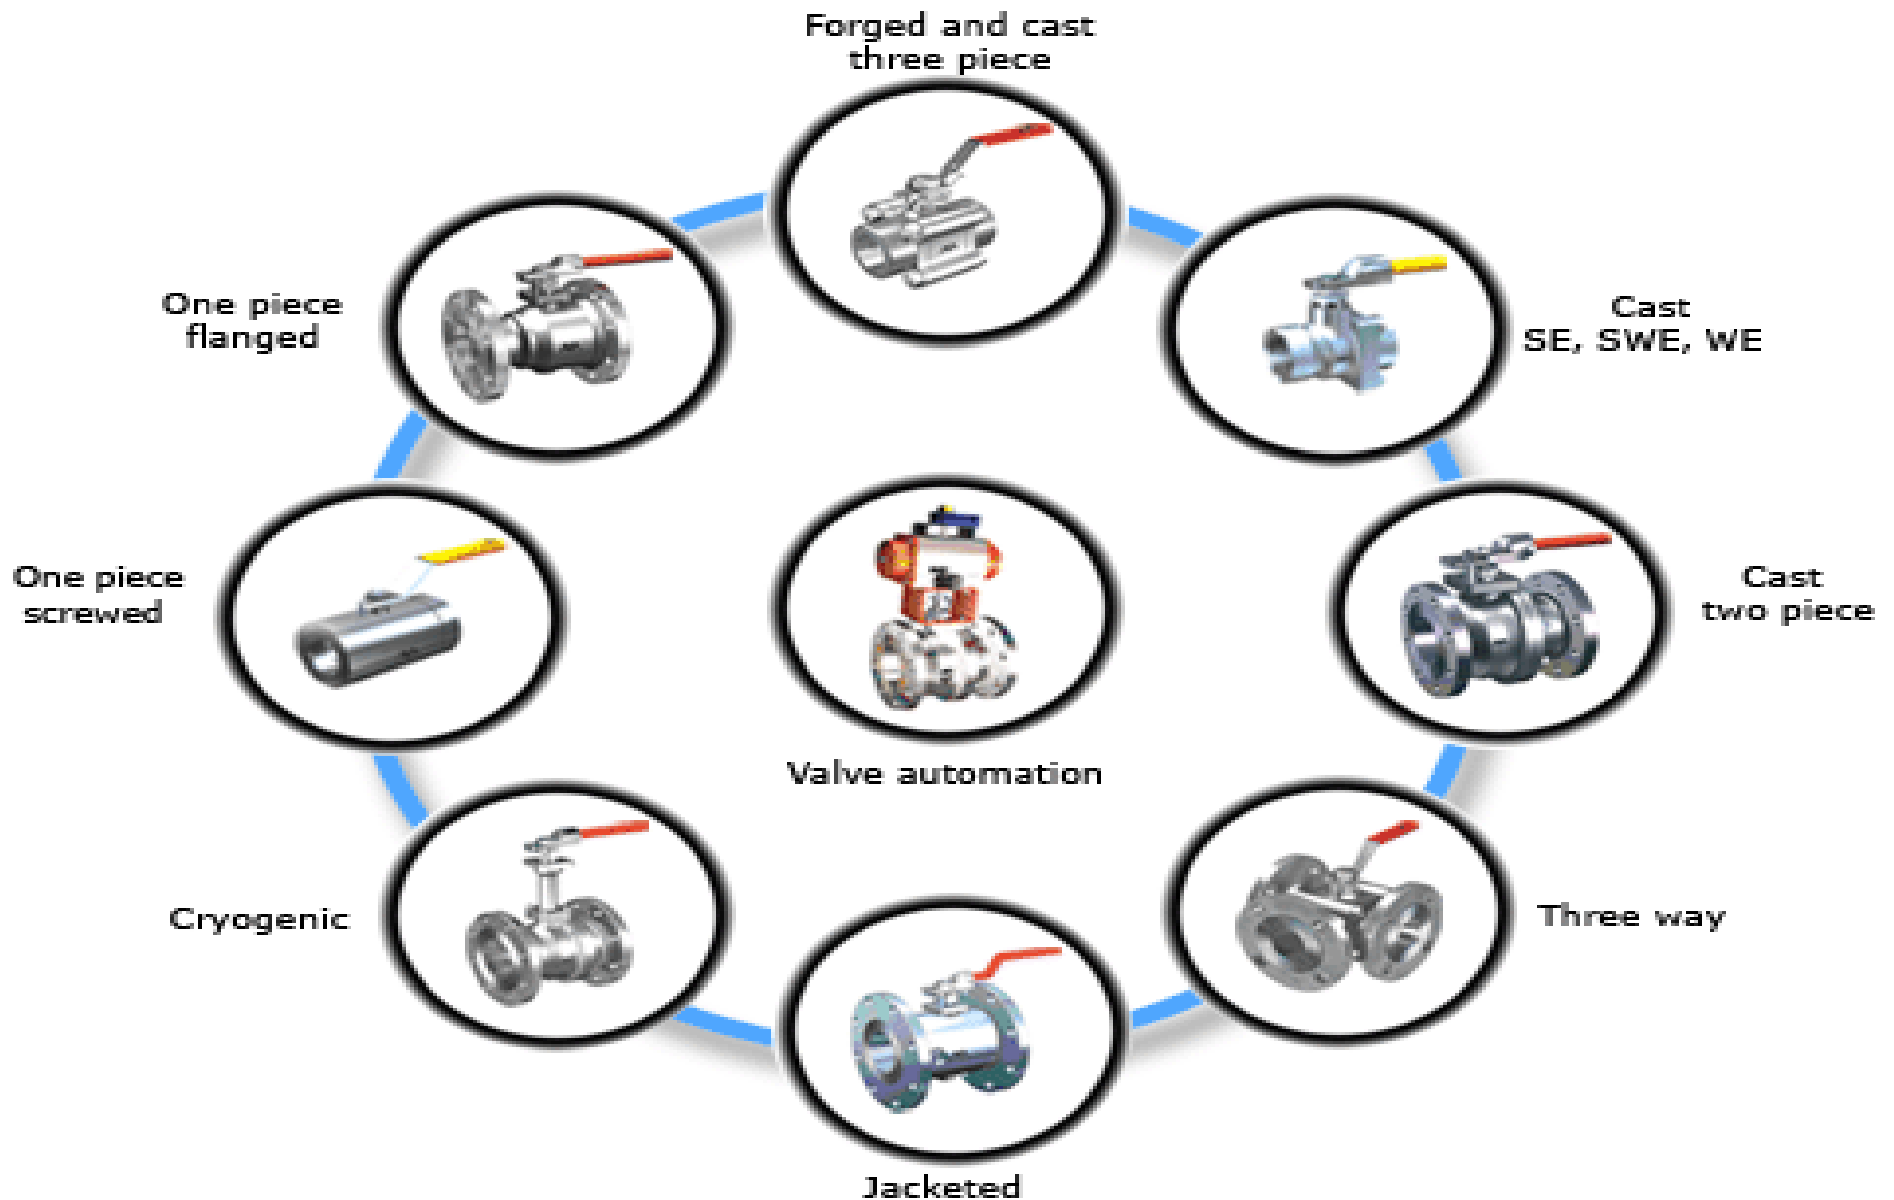 Forged and cast
three piece
One piece
flanged
Cast
SE, SWE, WE
One piece
screwed
Cast
two piece
Valve automation
Cryogenic
Three way
Jacketed